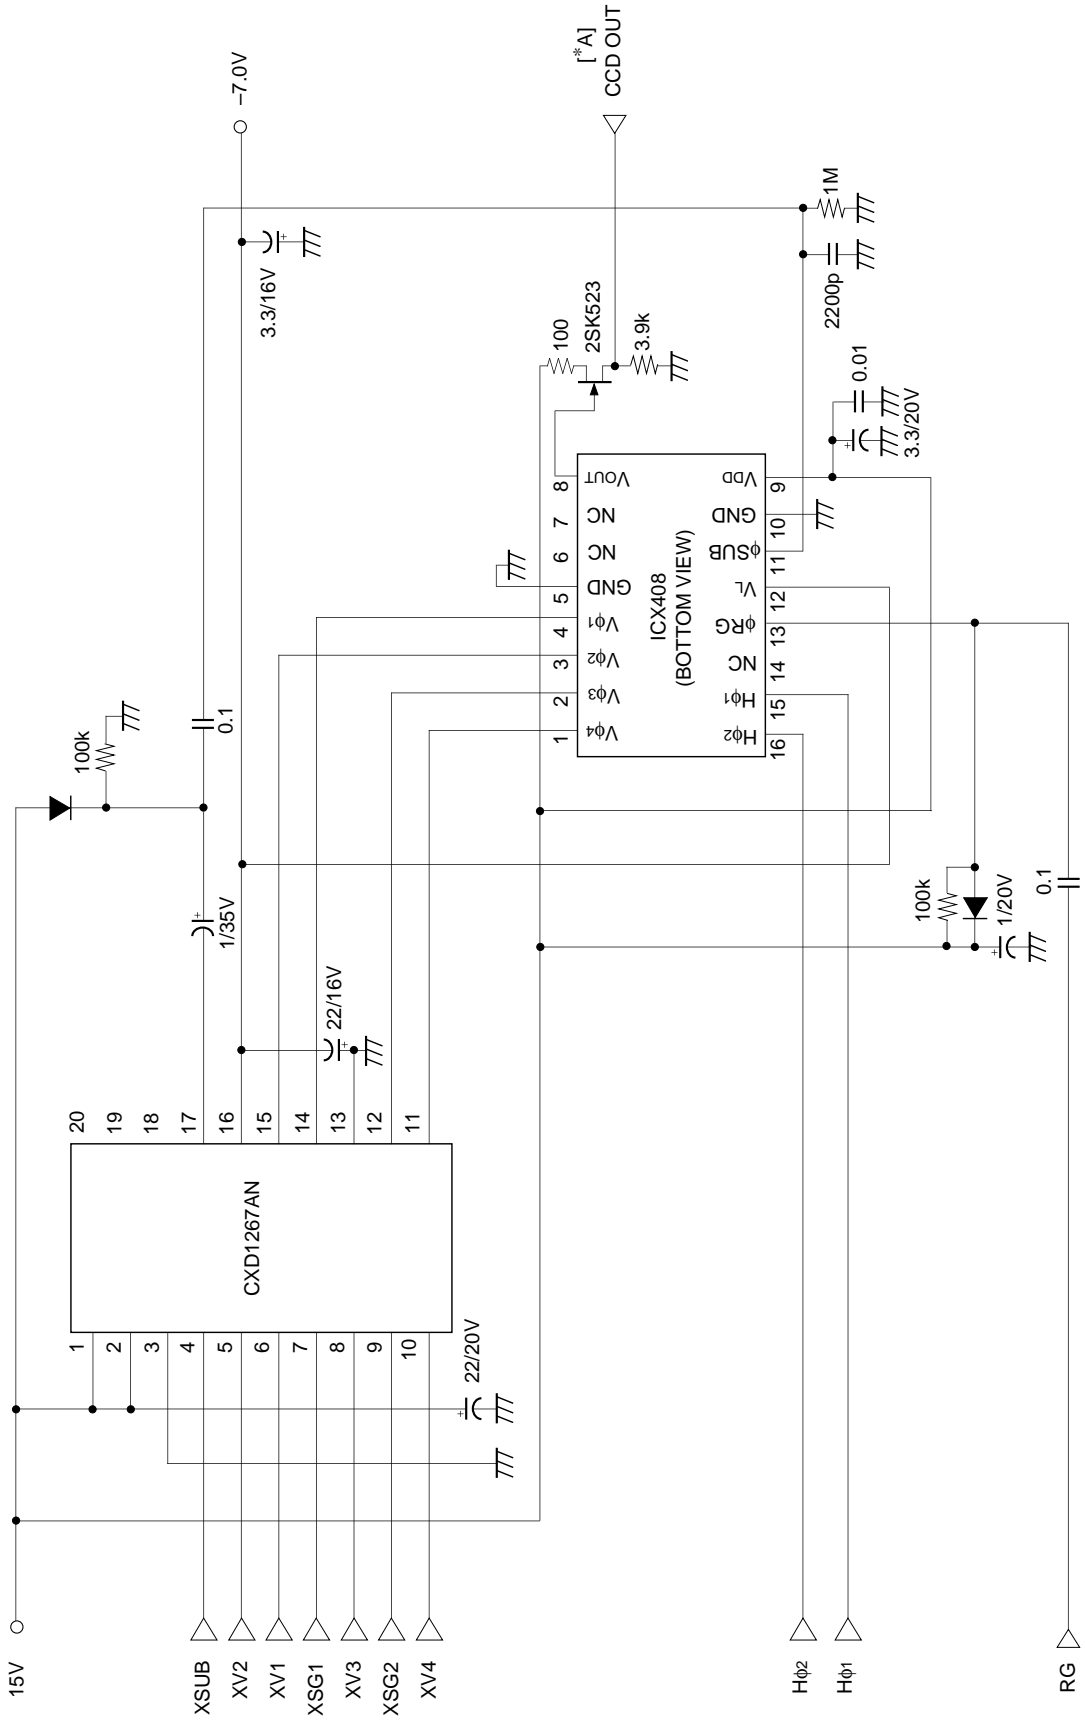 15V
XSUB
XV2
XV1
XSG1
XV3
XSG2
XV4
Hϕ2
Hϕ1
RG
1
2
3
4
5
6
7
8
9
10
22/20V
CXD1267AN
20
19
18
17
16
15
14
13
12
11
22/16V
1/35V
100k
0.1
–7.0V
3.3/16V
[*A]
CCD OUT
100
2SK523
3.9k
1 2 3 4 5 6 7 8
Vϕ4 Vϕ3 Vϕ2 Vϕ1 GND NC NC VOUT
ICX408
(BOTTOM VIEW)
Hϕ2 Hϕ1 NC ϕRG VL ϕSUB GND VDD
16 15 14 13 12 11 10 9
1M
2200p
0.01
3.3/20V
100k
1/20V
0.1